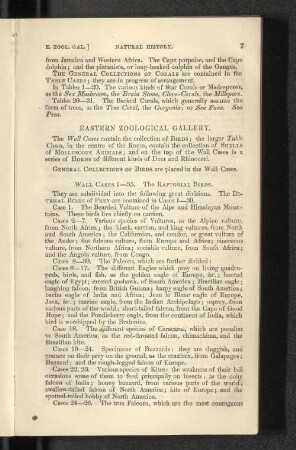 E. ZOOL. GAL.] NATURAL HISTORY. 7
from Jamaica and Western Africa. The Cape porpoise, and the Cape
dolphin; and the platanista, or long-beaked dolphin of the Ganges.
THE GENERAL COLLECTIONS OF CORALS are contained in the
TABLE CASES; they are in progress of arrangement.
In Tables 1—20. The various kinds of Star Corals or Madrepores,
as the Sea Mushroom, the Brain Stone, Clove-Corals, the Millepore.
Tables 20—31. The Barked Corals, which generally assume the
form of trees, as the True Coral, the Gorgoniæ, or Sea Fans. Sea
Pens.
EASTERN ZOOLOGICAL GALLERY.
The Wall Cases contain the collection of BIRDS; the larger Table
Cases, in the centre of the Room, contain the collection of SHELLS
OF MOLLUSCOUS ANIMALS; and on the top of the Wall Cases is a
series of HORNS of different kinds of Deer and Rhinoceri.
GENERAL COLLECTIONS OF BIRDS are placed in the Wall Cases.
WALL CASES 1—35. THE RAPTORIAL BIRDS.
They are subdivided into the following great divisions. The DI-
URNAL BIRDS OF PREY are contained in CASES 1—30.
Case 1. The Bearded Vulture of the Alps and Himalayan Moun-
tains. These birds live chiefly on carrion.
CASES 2—7. Various species of Vultures, as the Alpine vulture,
from North Africa; the black, carrion, and king vultures, from North
and South America; the Californian, and condor, or great vulture of
the Andes; the fulvous vulture, from Europe and Africa; cinereous
vulture, from Northern Africa; sociable vulture, from South Africa;
and the Angola vulture, from Congo.
CASES 8—30. The Falcons, which are further divided:
CASES 8—17. The different Eagles which prey on living quadru-
peds, birds, and fish, as the golden eagle of Europe, &c.; booted
eagle of Egypt; crested goshawk, of South America; Brazilian eagle;
laughing falcon, from British Guiana; harpy eagle of South America;
bacha eagle of India and Africa; Jean le Blanc eagle of Europe,
Java, &c.; marine eagle, from the Indian Archipelago; osprey, from
various parts of the world; short-tailed falcon, from the Cape of Good
Hope; and the Pondicherry eagle, from the continent of India, which
bird is worshipped by the Brahmins.
CASE 18. The different species of Caracaras, which are peculiar
to South America, as the red-throated falcon, chimachima, and the
Brazilian kite.
CASES 19—24. Specimens of Buzzards: they are sluggish, and
pounce on their prey on the ground, as the craxirex, from Galapagos;
Buzzard; and the rough-legged falcon of Europe.
CASES 22, 23. Various species of Kites: the weakness of their bill
occasions some of them to feed principally on insects, as the colny
falcon of India; honey buzzard, from various parts of the world;
swallow-tailed falcon of North America; kite of Europe; and the
spotted-tailed hobby of North America.
CASES 24—26. The true Falcons, which are the most courageous